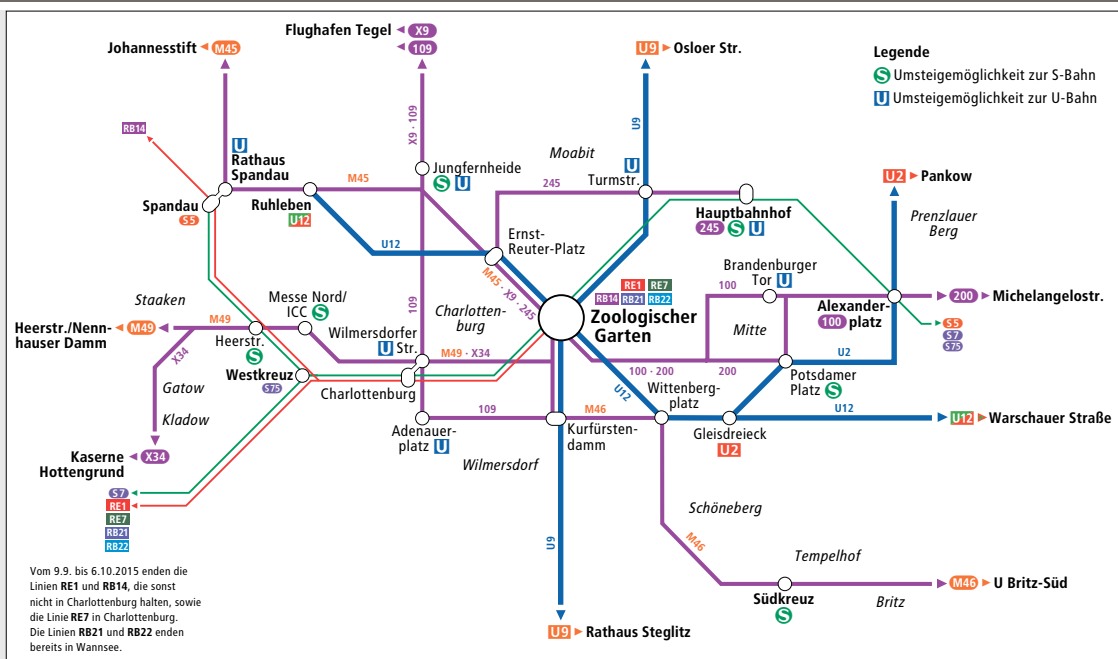 Flughafen Tegel X9
109
Johannesstift M45
U9 Osloer Str.
Legende
S Umsteigemöglichkeit zur S-Bahn
U Umsteigemöglichkeit zur U-Bahn
X9 · 109
U9
RB14
U
Rathaus
Spandau
M45
Jungfernheide
S U
Moabit
U
Turmstr.
245
U2 Pankow
Spandau
S5
Ruhleben
U12
Hauptbahnhof
245 S U
Prenzlauer
Berg
U12
Ernst-
Reuter-Platz
M45 · X9 · 245
Brandenburger
Tor U
RE1 RE7
RB14 RB21 RB22
100
Staaken
Messe Nord/
ICC S
109
Charlotten-
burg
Zoologischer
Garten
Mitte
Alexander-
100 platz
200 Michelangelostr.
Heerstr./Nenn-
hauser Damm
M49
M49
Heerstr.
S
Wilmersdorfer
U Str.
S5
S7
S75
X34
M49 · X34
U2
Westkreuz
S75
100 · 200
200
Potsdamer
Platz S
Gatow
Charlottenburg
U12
Wittenberg-
platz
Kladow
109
M46
U12
U12 Warschauer Straße
Adenauer-
platz U
Kurfürsten-
damm
Gleisdreieck
U2
Kaserne
Hottengrund
X34
Wilmersdorf
S7
RE1
RE7
RB21
RB22
Schöneberg
U9
M46
Tempelhof
M46 U Britz-Süd
Südkreuz
S
Britz
Vom 9.9. bis 6.10.2015 enden die
Linien RE1 und RB14, die sonst
nicht in Charlottenburg halten, sowie
die Linie RE7 in Charlottenburg.
Die Linien RB21 und RB22 enden
bereits in Wannsee.
U9 Rathaus Steglitz